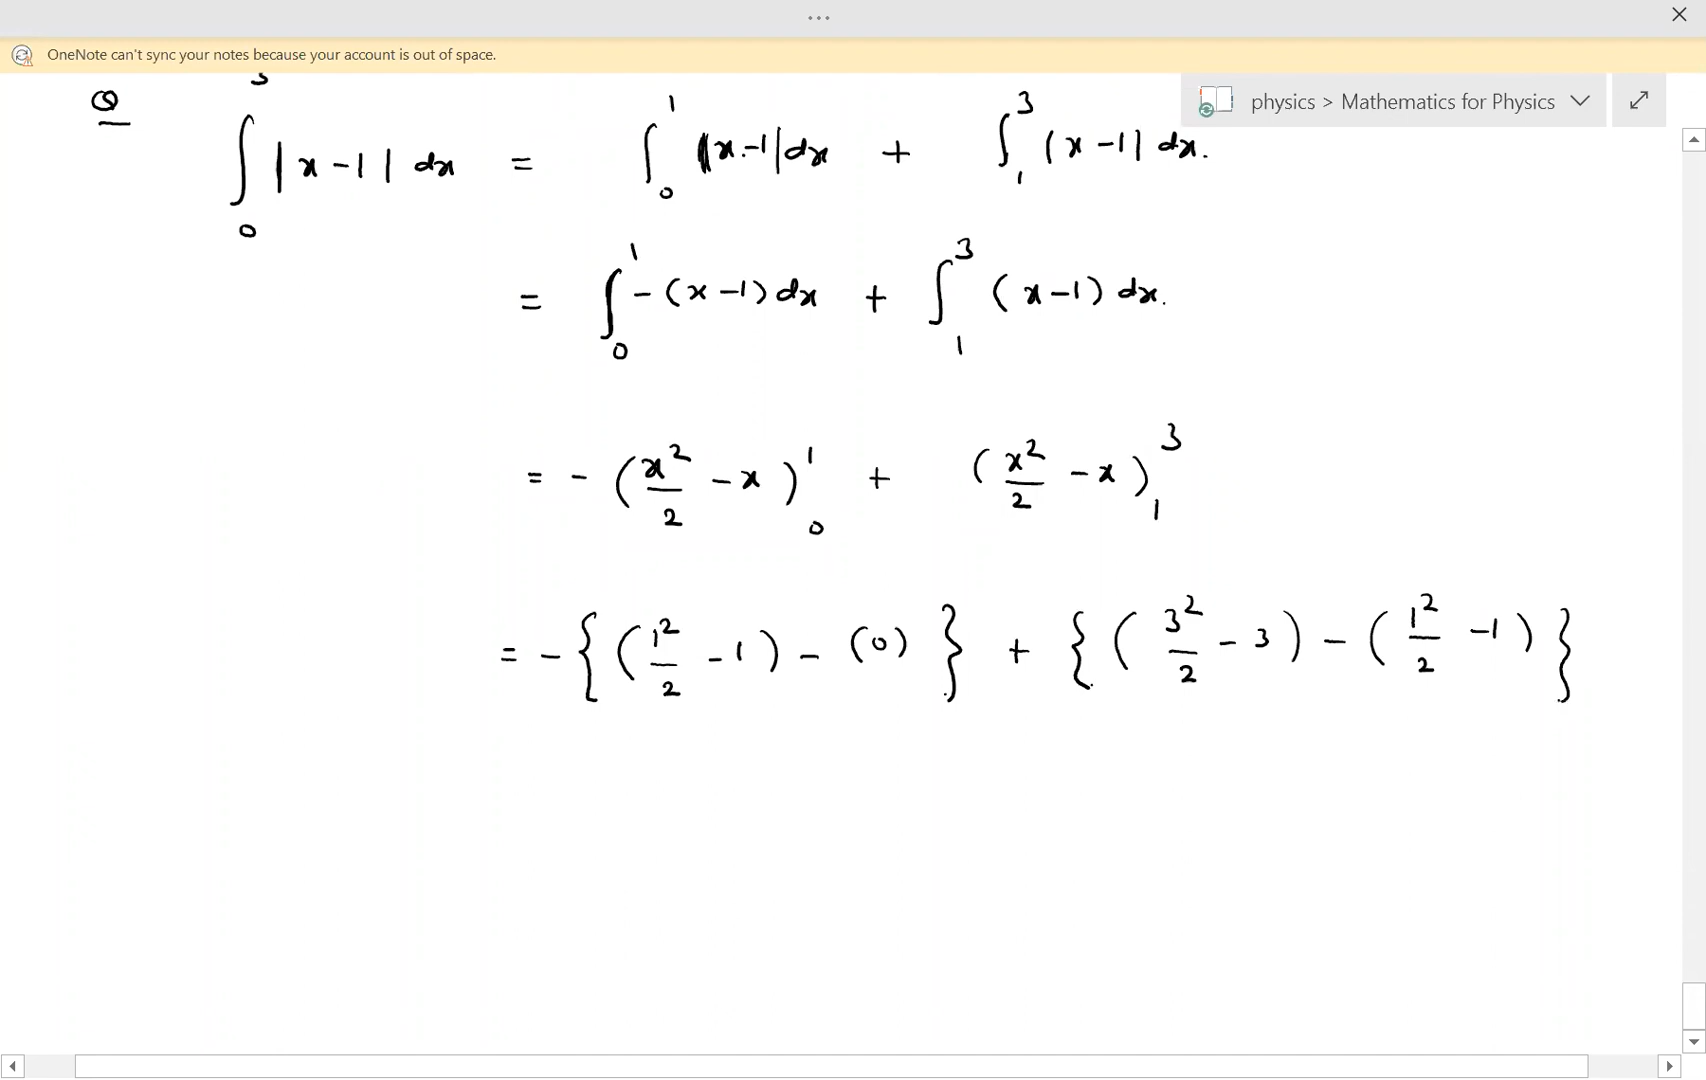 OneNote can't sync your notes because your account is out of space.
physics > Mathematics for Physics
Q ∫₀³ |x-1| dx = ∫₀¹ |x-1| dx + ∫₁³ |x-1| dx.
= ∫₀¹ -(x-1) dx + ∫₁³ (x-1) dx.
= - (x²/2 - x)₀¹ + (x²/2 - x)₁³
= - { (1²/2 - 1) - (0) } + { (3²/2 - 3) - (1²/2 - 1) }